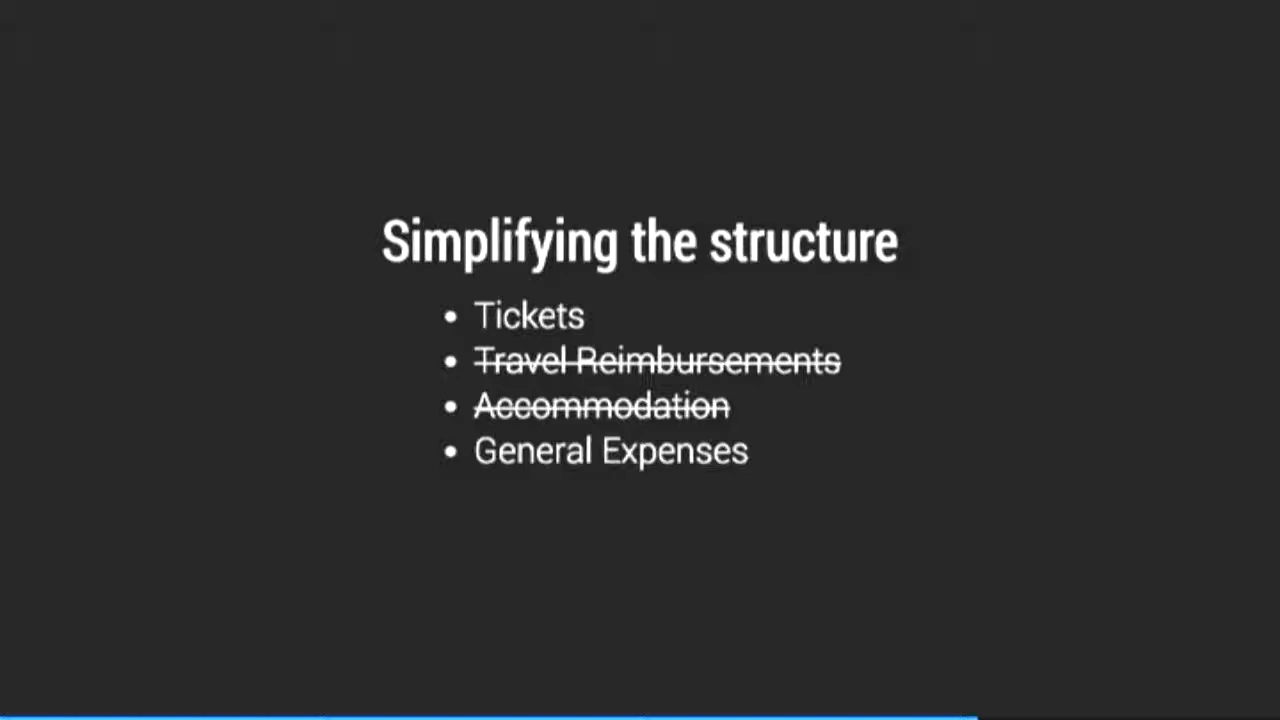 Simplifying the structure
• Tickets
• Travel Reimbursements
• Accommodation
• General Expenses